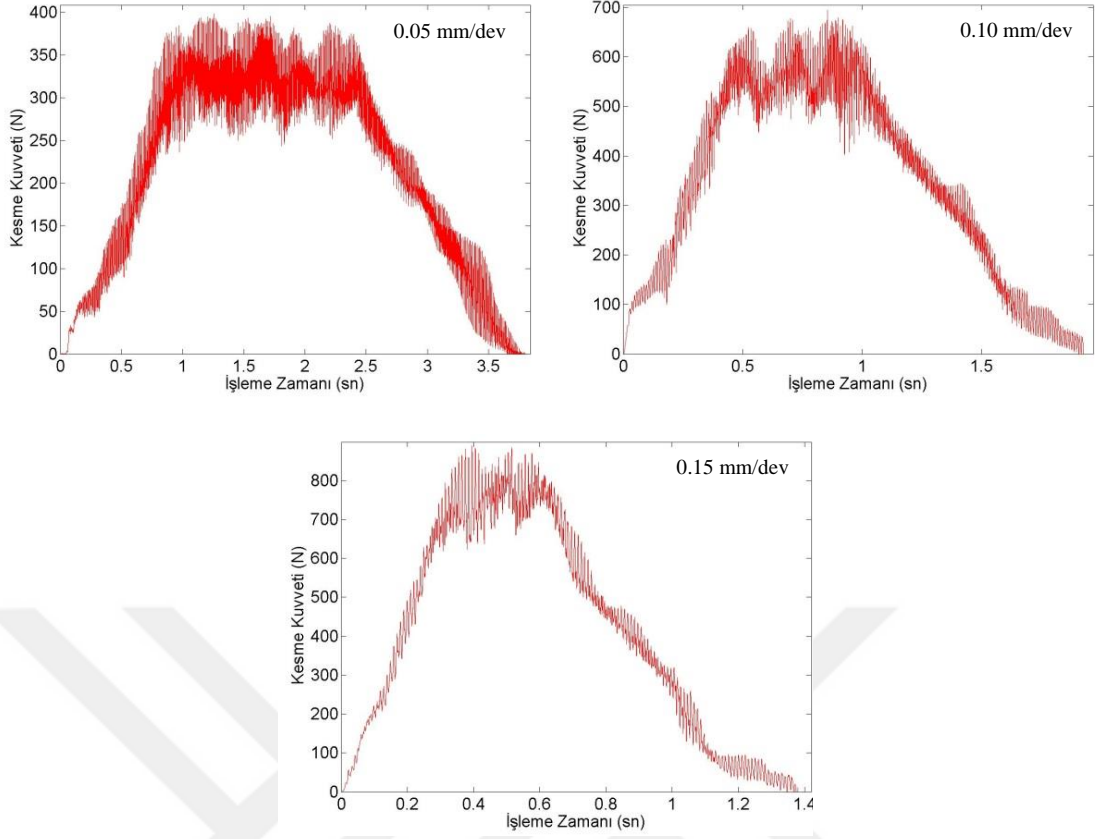 0.05 mm/dev
400
350
300
250
200
150
100
50
0
Kesme Kuvveti (N)
0 0.5 1 1.5 2 2.5 3 3.5
İşleme Zamanı (sn)
0.10 mm/dev
700
600
500
400
300
200
100
0
Kesme Kuvveti (N)
0 0.5 1 1.5
İşleme Zamanı (sn)
0.15 mm/dev
800
700
600
500
400
300
200
100
0
Kesme Kuvveti (N)
0 0.2 0.4 0.6 0.8 1 1.2 1.4
İşleme Zamanı (sn)